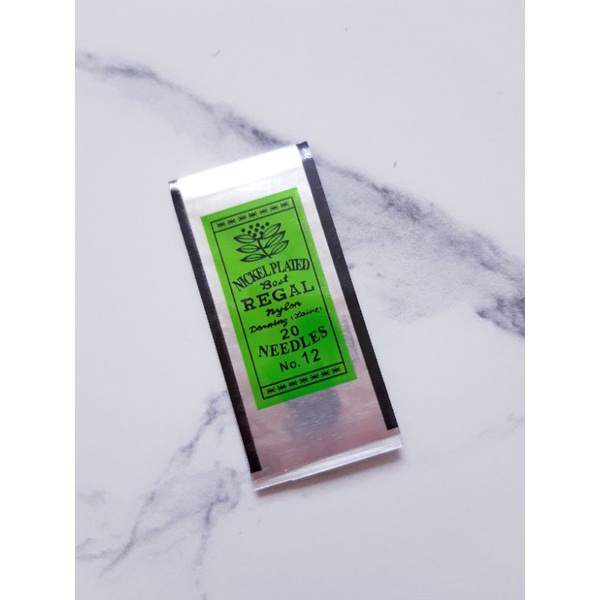 NICKEL PLATED
Best
REGAL
Nylon
Darning (Laine)
20
NEEDLES
No. 12